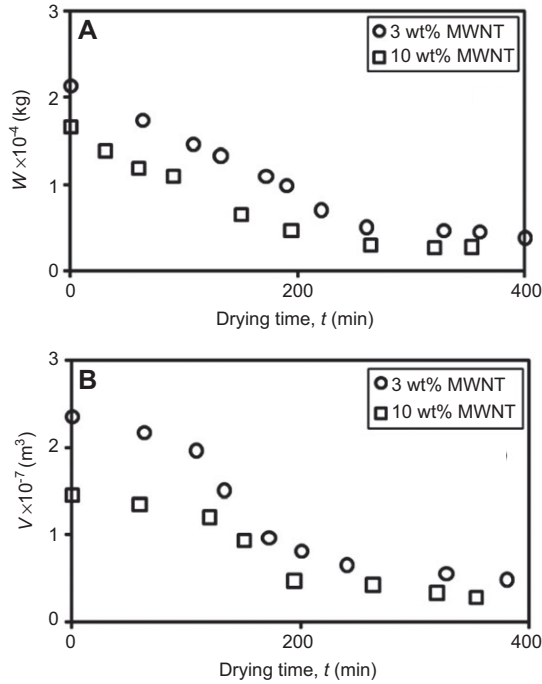 A
3 wt% MWNT
10 wt% MWNT
3
2
1
0
W ×10⁻⁴ (kg)
0 200 400
Drying time, t (min)
B
3 wt% MWNT
10 wt% MWNT
3
2
1
0
V ×10⁻⁷ (m³)
0 200 400
Drying time, t (min)